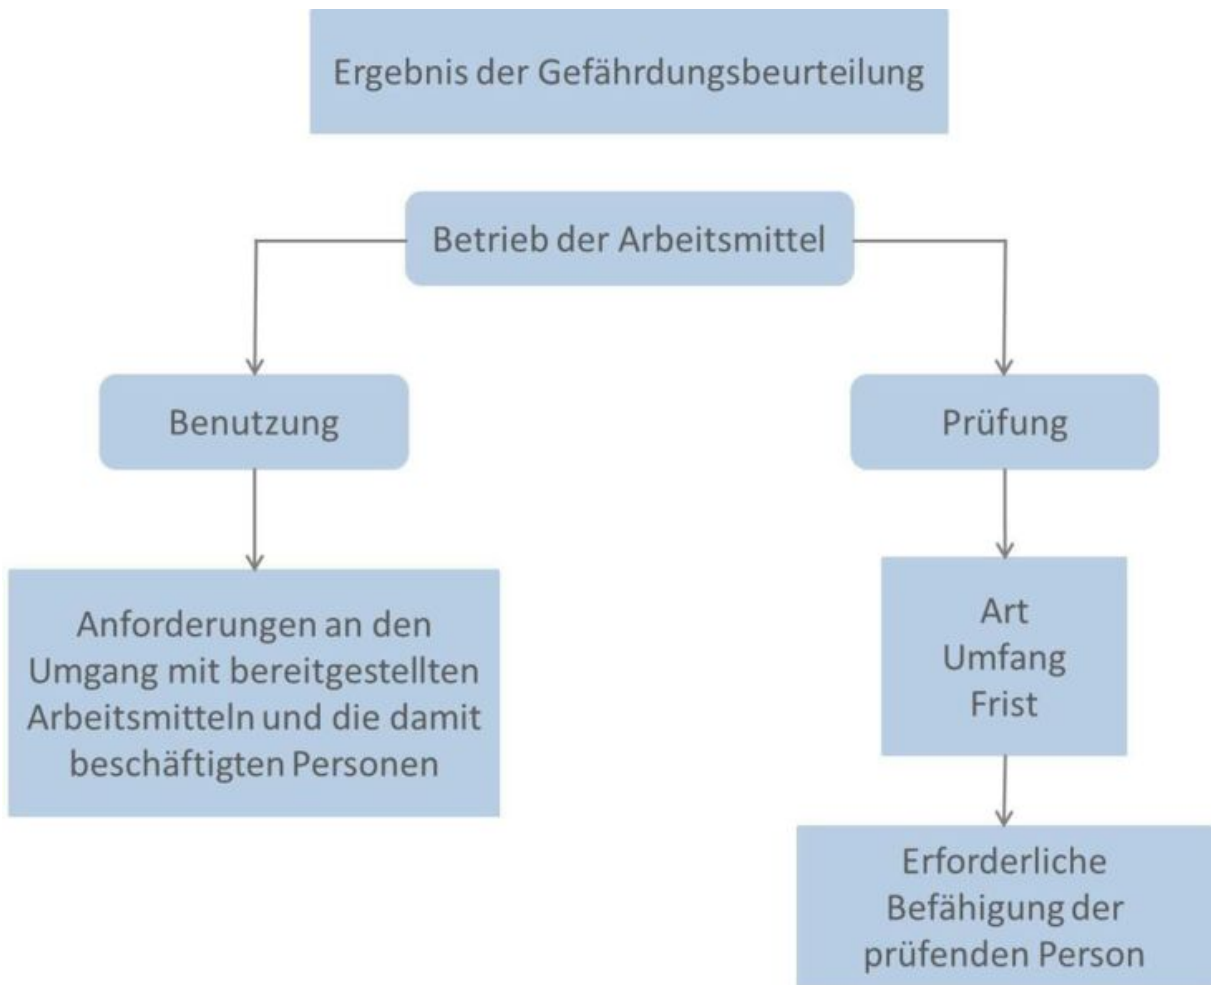 Ergebnis der Gefährdungsbeurteilung
Betrieb der Arbeitsmittel
Benutzung
Prüfung
Anforderungen an den
Umgang mit bereitgestellten
Arbeitsmitteln und die damit
beschäftigten Personen
Art
Umfang
Frist
Erforderliche
Befähigung der
prüfenden Person